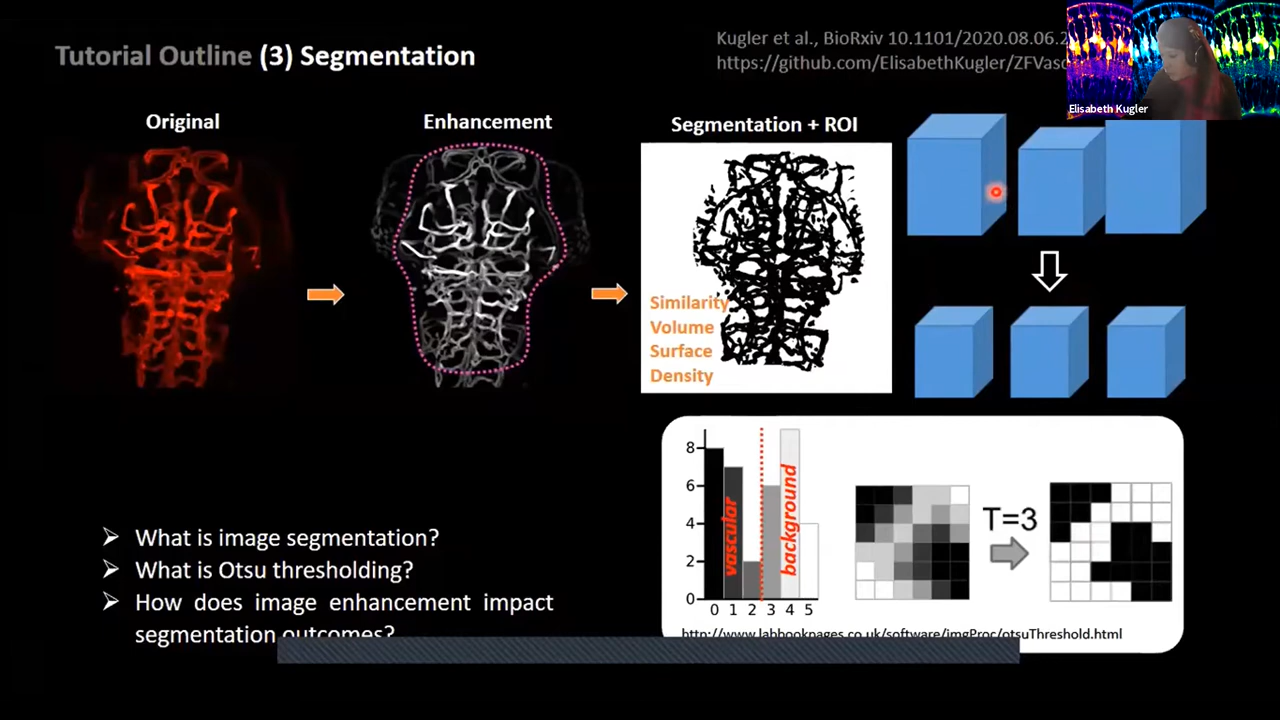 Tutorial Outline (3) Segmentation
Kugler et al., BioRxiv 10.1101/2020.08.06.2
https://github.com/ElisabethKugler/ZFVas
Elisabeth Kugler
Original
Enhancement
Segmentation + ROI
Similarity
Volume
Surface
Density
What is image segmentation?
What is Otsu thresholding?
How does image enhancement impact
segmentation outcomes?
8
6
4
2
0
0 1 2 3 4 5
vascular
background
T=3
http://www.labbookpages.co.uk/software/imgProc/otsuThreshold.html